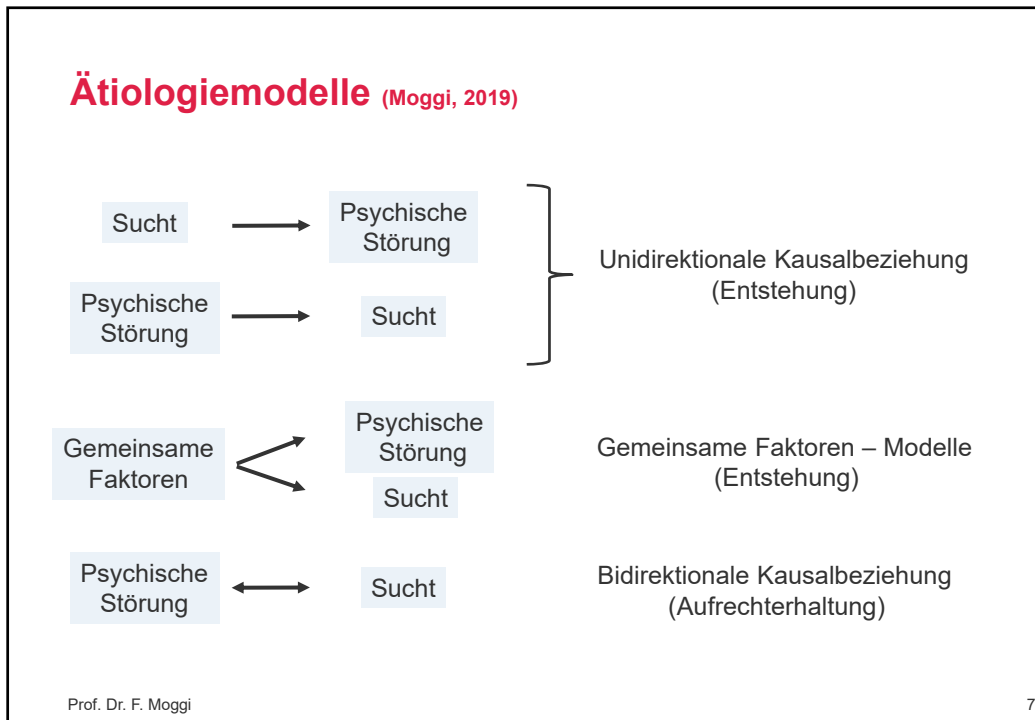 Ätiologiemodelle (Moggi, 2019)
Sucht
Psychische
Störung
Psychische
Störung
Sucht
Unidirektionale Kausalbeziehung
(Entstehung)
Gemeinsame
Faktoren
Psychische
Störung
Sucht
Gemeinsame Faktoren – Modelle
(Entstehung)
Psychische
Störung
Sucht
Bidirektionale Kausalbeziehung
(Aufrechterhaltung)
Prof. Dr. F. Moggi
7